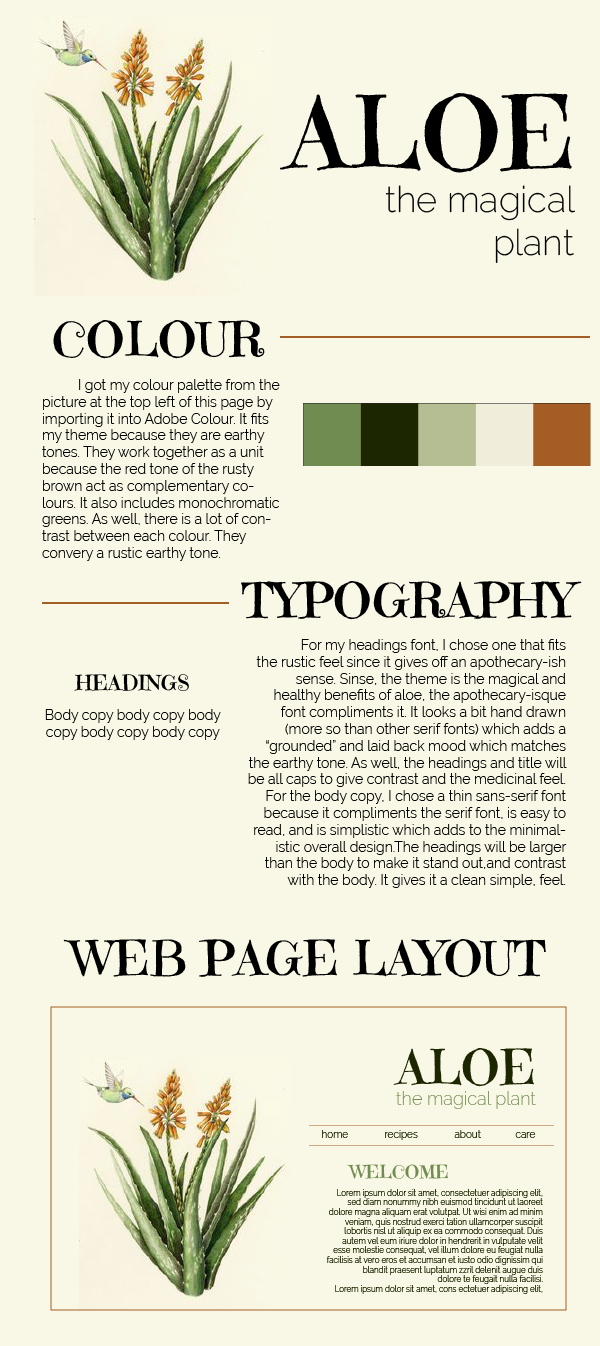 ALOE
the magical
plant
COLOUR
I got my colour palette from the
picture at the top left of this page by
importing it into Adobe Colour. It fits
my theme because they are earthy
tones. They work together as a unit
because the red tone of the rusty
brown act as complementary co-
lours. It also includes monochromatic
greens. As well, there is a lot of con-
trast between each colour. They
convery a rustic earthy tone.
TYPOGRAPHY
HEADINGS
Body copy body copy body
copy body copy body copy
For my headings font, I chose one that fits
the rustic feel since it gives off an apothecary-ish
sense. Sinse, the theme is the magical and
healthy benefits of aloe, the apothecary-isque
font compliments it. It looks a bit hand drawn
(more so than other serif fonts) which adds a
“grounded” and laid back mood which matches
the earthy tone. As well, the headings and title will
be all caps to give contrast and the medicinal feel.
For the body copy, I chose a thin sans-serif font
because it compliments the serif font, is easy to
read, and is simplistic which adds to the minimal-
istic overall design.The headings will be larger
than the body to make it stand out,and contrast
with the body. It gives it a clean simple, feel.
WEB PAGE LAYOUT
ALOE
the magical plant
home recipes about care
WELCOME
Lorem ipsum dolor sit amet, consectetuer adipiscing elit,
sed diam nonummy nibh euismod tincidunt ut laoreet
dolore magna aliquam erat volutpat. Ut wisi enim ad minim
veniam, quis nostrud exerci tation ullamcorper suscipit
lobortis nisl ut aliquip ex ea commodo consequat. Duis
autem vel eum iriure dolor in hendrerit in vulputate velit
esse molestie consequat, vel illum dolore eu feugiat nulla
facilisis at vero eros et accumsan et iusto odio dignissim qui
blandit praesent luptatum zzril delenit augue duis
dolore te feugait nulla facilisi.
Lorem ipsum dolor sit amet, cons ectetuer adipiscing elit,